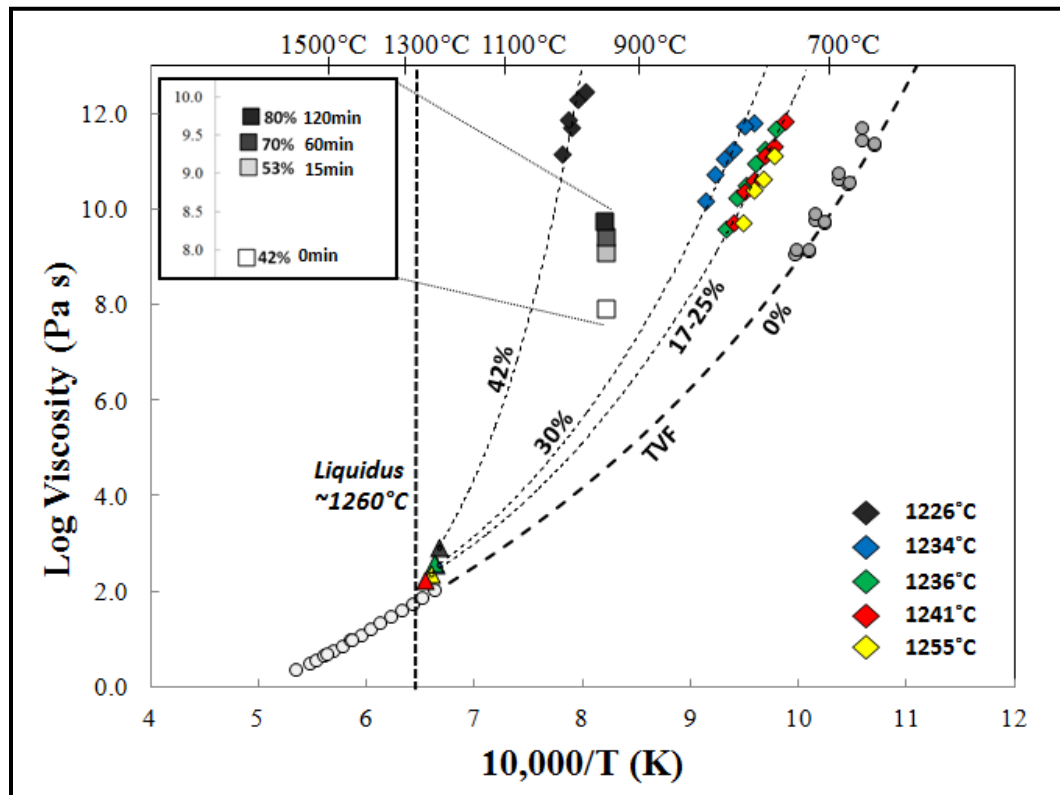 1500°C 1300°C 1100°C 900°C 700°C
12.0
10.0
8.0
6.0
4.0
2.0
0.0
Log Viscosity (Pa s)
10.0
9.5
9.0
8.5
8.0
80% 120min
70% 60min
53% 15min
42% 0min
42%
30%
17-25%
0%
TVF
Liquidus
~1260°C
1226°C
1234°C
1236°C
1241°C
1255°C
4 5 6 7 8 9 10 11 12
10,000/T (K)